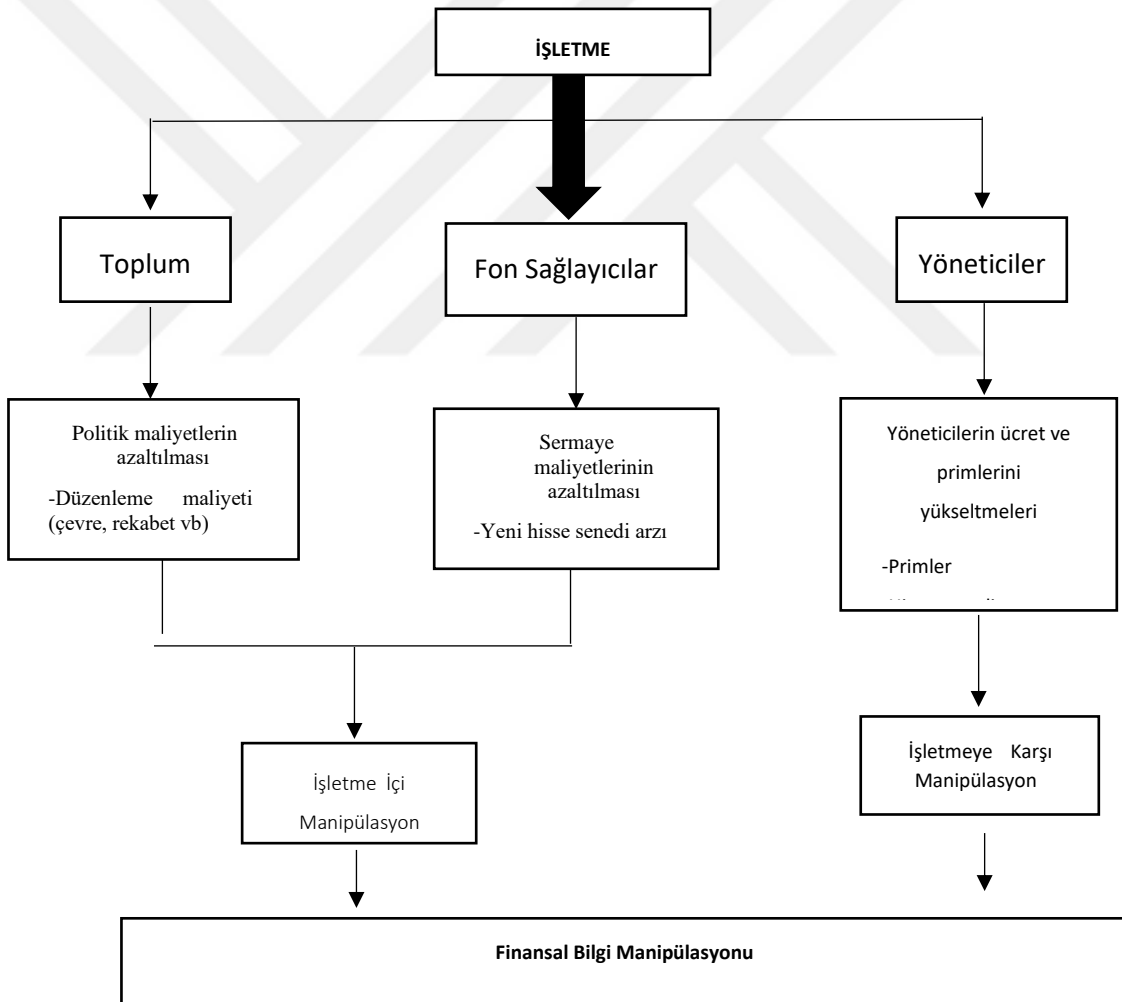 İŞLETME
Toplum
Fon Sağlayıcılar
Yöneticiler
Politik maliyetlerin
azaltılması
-Düzenleme maliyeti
(çevre, rekabet vb)
Sermaye
maliyetlerinin
azaltılması
-Yeni hisse senedi arzı
Yöneticilerin ücret ve
primlerini
yükseltmeleri
-Primler
İşletme İçi
Manipülasyon
İşletmeye Karşı
Manipülasyon
Finansal Bilgi Manipülasyonu